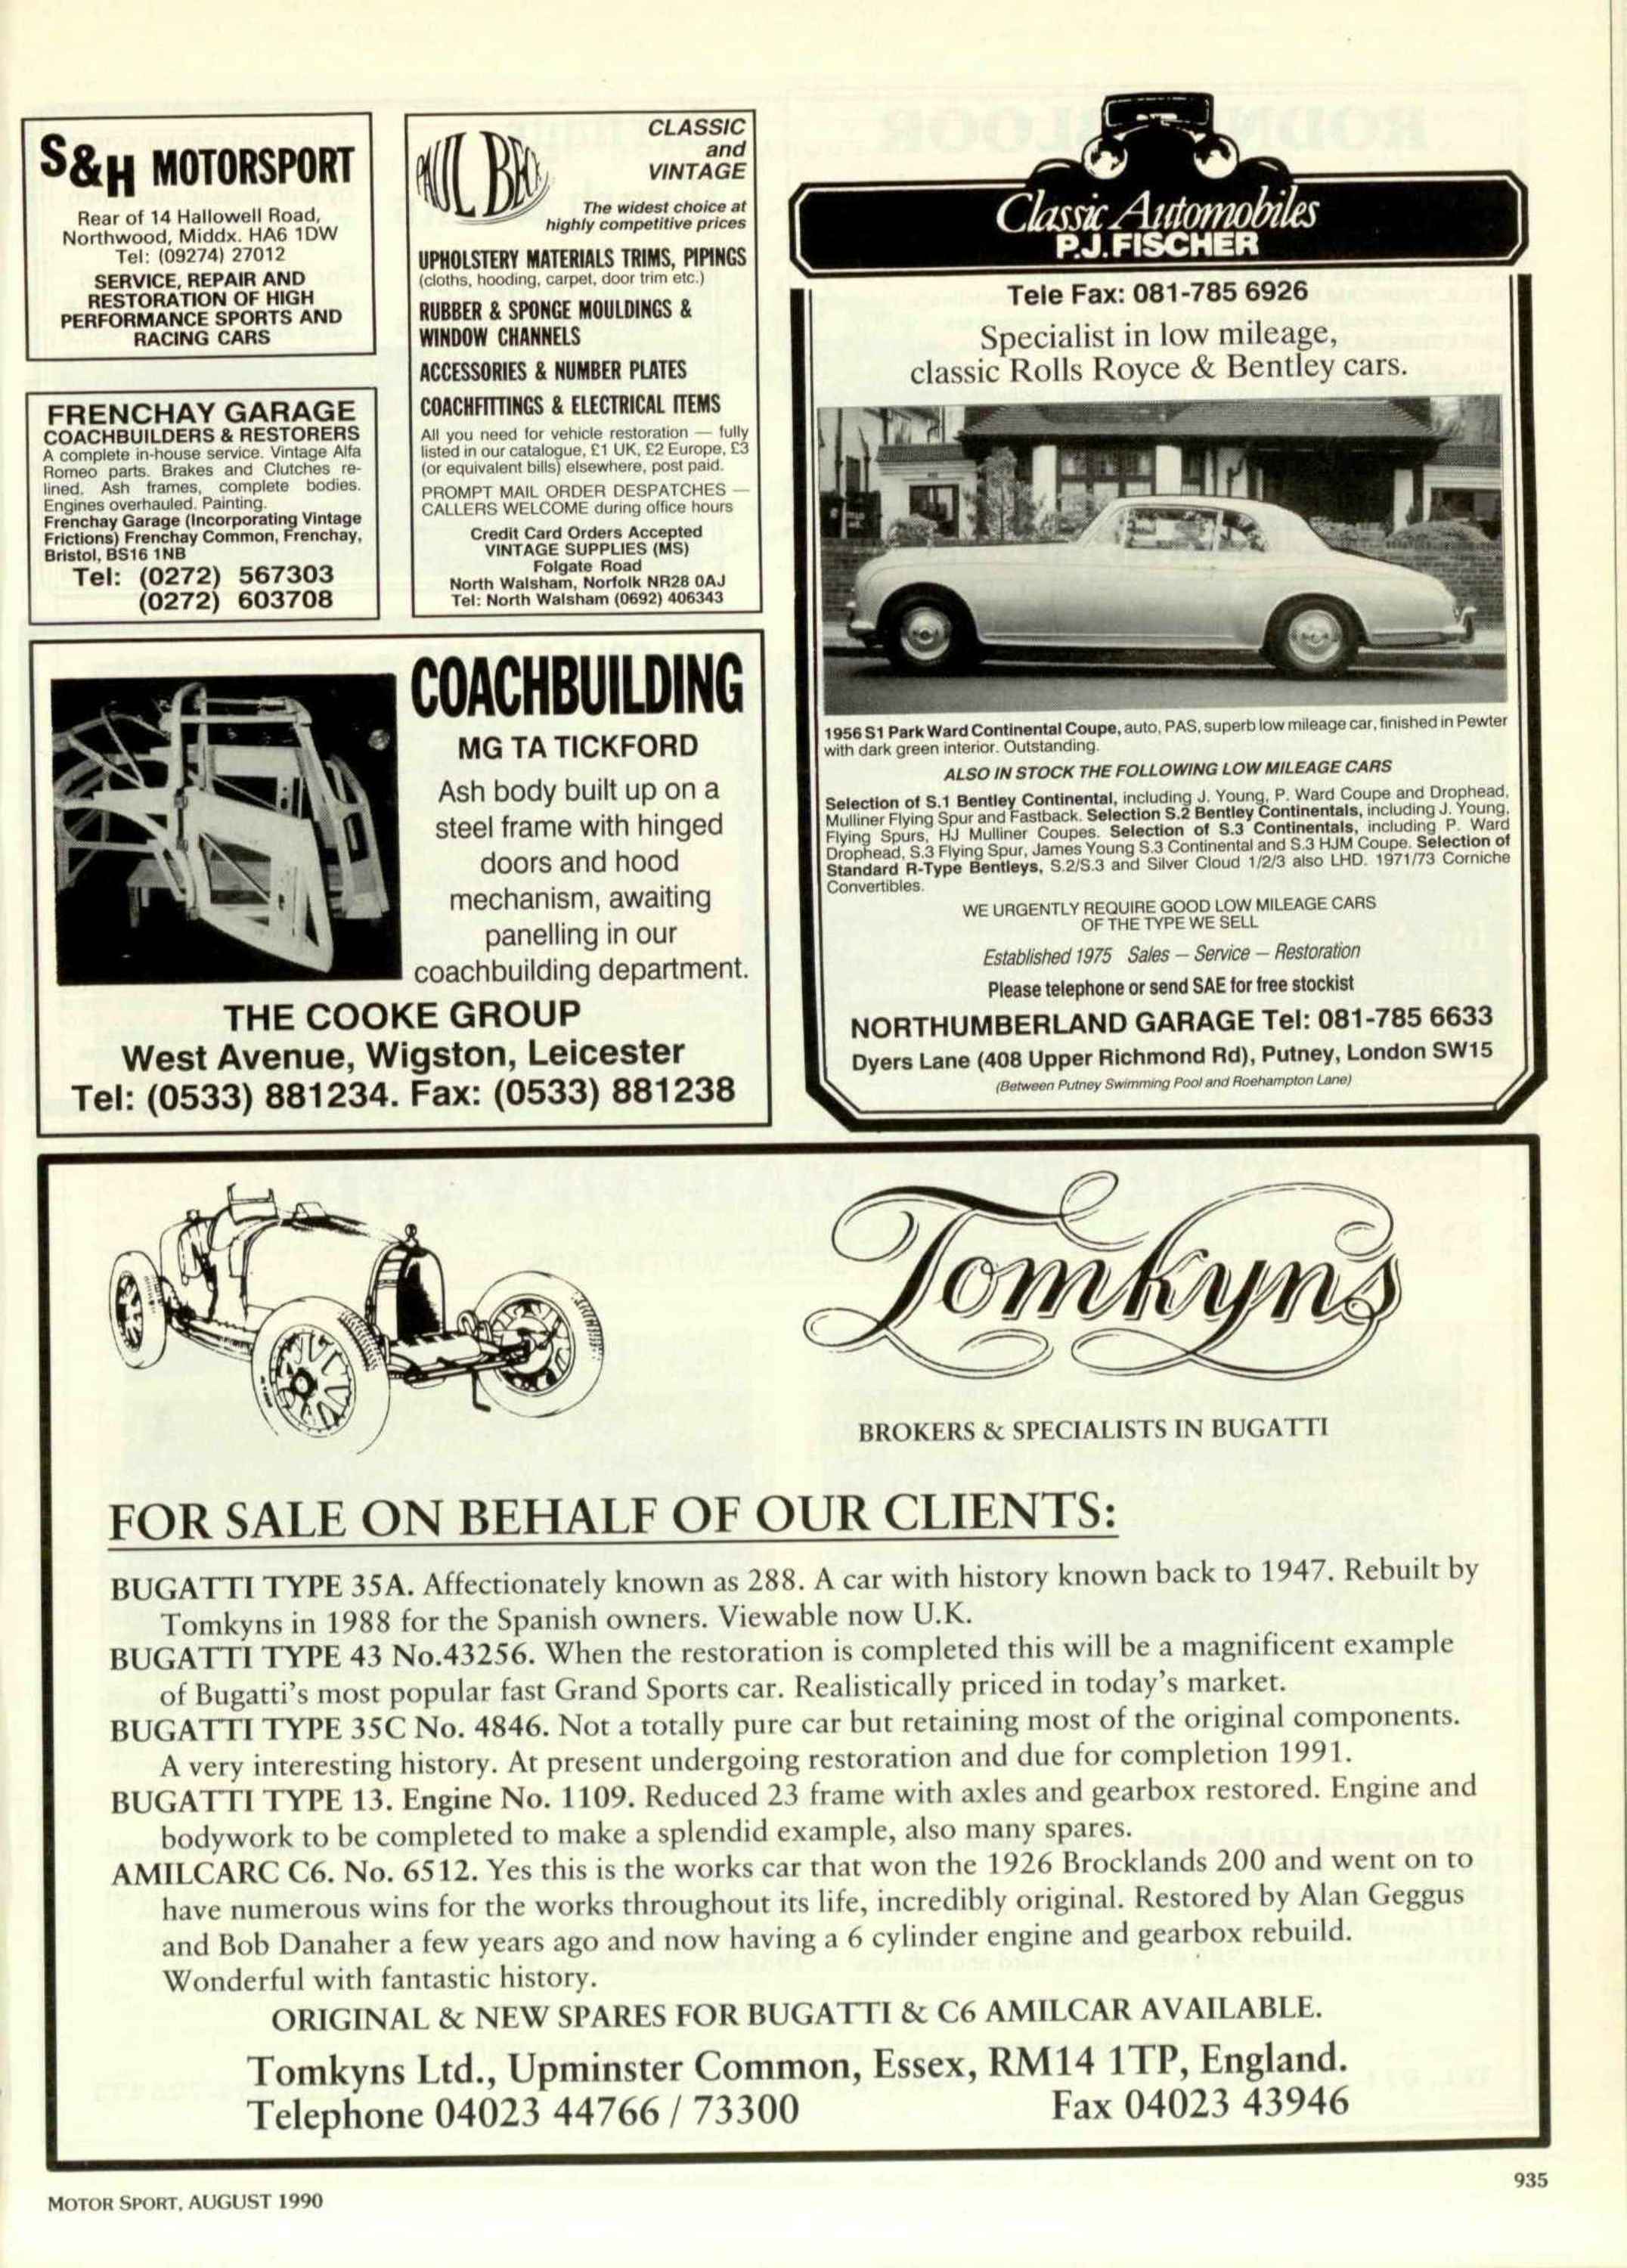 S&H MOTORSPORT
Rear of 14 Hallowell Road,
Northwood, Middx. HA6 1DW
Tel: (09274) 27012
SERVICE, REPAIR AND
RESTORATION OF HIGH
PERFORMANCE SPORTS AND
RACING CARS
FRENCHAY GARAGE
COACHBUILDERS & RESTORERS
A complete in-house service. Vintage Alfa
Romeo parts. Brakes and Clutches re-
lined. Ash frames, complete bodies.
Engines overhauled. Painting.
Frenchay Garage (Incorporating Vintage
Frictions) Frenchay Common, Frenchay,
Bristol, BS16 1NB
Tel: (0272) 567303
(0272) 603708
CLASSIC
and
VINTAGE
The widest choice at
highly competitive prices
UPHOLSTERY MATERIALS TRIMS, PIPINGS
(cloths, hooding, carpet, door trim etc.)
RUBBER & SPONGE MOULDINGS &
WINDOW CHANNELS
ACCESSORIES & NUMBER PLATES
COACHFITTINGS & ELECTRICAL ITEMS
All you need for vehicle restoration — fully
listed in our catalogue, £1 UK, £2 Europe, £3
(or equivalent bills) elsewhere, post paid.
PROMPT MAIL ORDER DESPATCHES —
CALLERS WELCOME during office hours
Credit Card Orders Accepted
VINTAGE SUPPLIES (MS)
Folgate Road
North Walsham, Norfolk NR28 0AJ
Tel: North Walsham (0692) 406343
COACHBUILDING
MG TA TICKFORD
Ash body built up on a
steel frame with hinged
doors and hood
mechanism, awaiting
panelling in our
coachbuilding department.
THE COOKE GROUP
West Avenue, Wigston, Leicester
Tel: (0533) 881234. Fax: (0533) 881238
Classic Automobiles
P.J. FISCHER
Tele Fax: 081-785 6926
Specialist in low mileage,
classic Rolls Royce & Bentley cars.
1956 S1 Park Ward Continental Coupe, auto, PAS, superb low mileage car, finished in Pewter
with dark green interior. Outstanding.
ALSO IN STOCK THE FOLLOWING LOW MILEAGE CARS
Selection of S.1 Bentley Continental, including J. Young, P. Ward Coupe and Drophead,
Mulliner Flying Spur and Fastback. Selection S.2 Bentley Continentals, including J. Young,
Flying Spurs, HJ Mulliner Coupes. Selection of S.3 Continentals, including P. Ward
Drophead, S.3 Flying Spur, James Young S.3 Continental and S.3 HJM Coupe. Selection of
Standard R-Type Bentleys, S.2/S.3 and Silver Cloud 1/2/3 also LHD. 1971/73 Corniche
Convertibles.
WE URGENTLY REQUIRE GOOD LOW MILEAGE CARS
OF THE TYPE WE SELL
Established 1975 Sales – Service – Restoration
Please telephone or send SAE for free stockist
NORTHUMBERLAND GARAGE Tel: 081-785 6633
Dyers Lane (408 Upper Richmond Rd), Putney, London SW15
(Between Putney Swimming Pool and Roehampton Lane)
Tomkyns
BROKERS & SPECIALISTS IN BUGATTI
FOR SALE ON BEHALF OF OUR CLIENTS:
BUGATTI TYPE 35A. Affectionately known as 288. A car with history known back to 1947. Rebuilt by
Tomkyns in 1988 for the Spanish owners. Viewable now U.K.
BUGATTI TYPE 43 No.43256. When the restoration is completed this will be a magnificent example
of Bugatti's most popular fast Grand Sports car. Realistically priced in today's market.
BUGATTI TYPE 35C No. 4846. Not a totally pure car but retaining most of the original components.
A very interesting history. At present undergoing restoration and due for completion 1991.
BUGATTI TYPE 13. Engine No. 1109. Reduced 23 frame with axles and gearbox restored. Engine and
bodywork to be completed to make a splendid example, also many spares.
AMILCARC C6. No. 6512. Yes this is the works car that won the 1926 Brocklands 200 and went on to
have numerous wins for the works throughout its life, incredibly original. Restored by Alan Geggus
and Bob Danaher a few years ago and now having a 6 cylinder engine and gearbox rebuild.
Wonderful with fantastic history.
ORIGINAL & NEW SPARES FOR BUGATTI & C6 AMILCAR AVAILABLE.
Tomkyns Ltd., Upminster Common, Essex, RM14 1TP, England.
Telephone 04023 44766 / 73300 Fax 04023 43946
MOTOR SPORT, AUGUST 1990
935